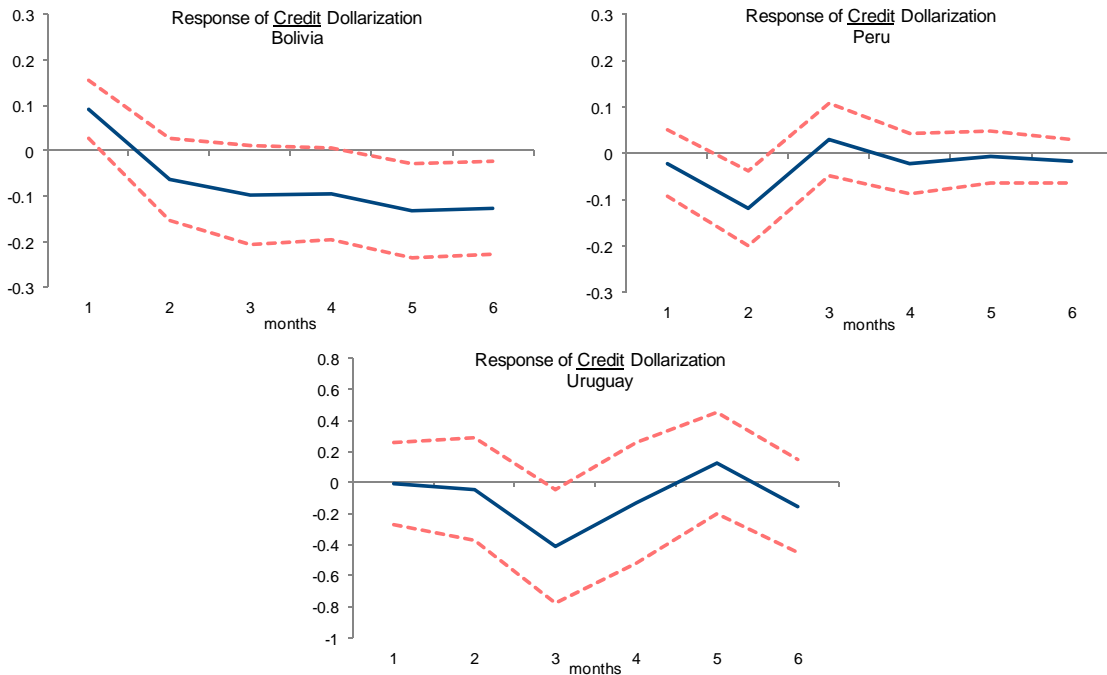 Response of Credit Dollarization
Bolivia
0.3
0.2
0.1
0
-0.1
-0.2
-0.3
1 2 3 4 5 6
months
Response of Credit Dollarization
Peru
0.3
0.2
0.1
0
-0.1
-0.2
-0.3
1 2 3 4 5 6
months
Response of Credit Dollarization
Uruguay
0.8
0.6
0.4
0.2
0
-0.2
-0.4
-0.6
-0.8
-1
1 2 3 4 5 6
months